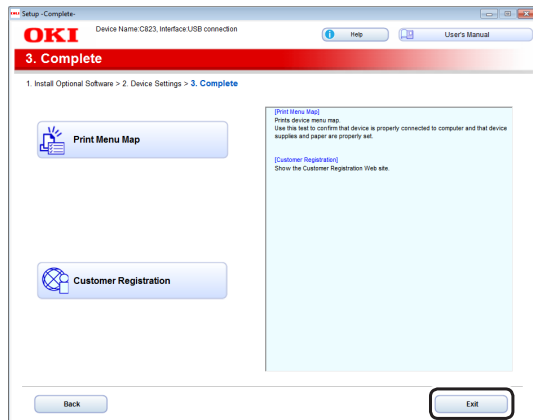 OKI Setup -Complete-
OKI Device Name:C823, Interface:USB connection
Help
User's Manual
3. Complete
1. Install Optional Software > 2. Device Settings > 3. Complete
Print Menu Map
[Print Menu Map]
Prints device menu map.
Use this test to confirm that device is properly connected to computer and that device
supplies and paper are properly set.
[Customer Registration]
Show the Customer Registration Web site.
Customer Registration
Back
Exit